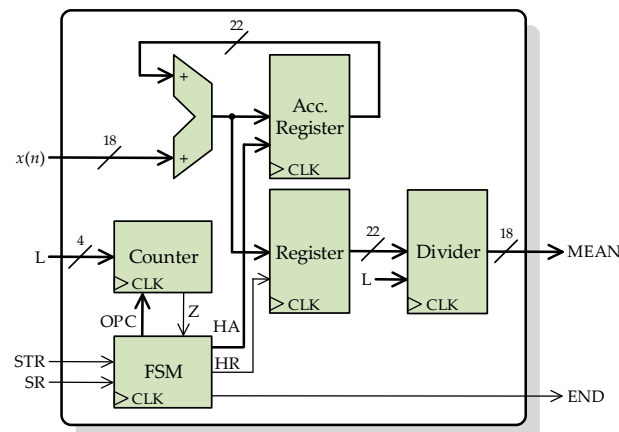 22
+
Acc.
Register
x(n)
18
+
CLK
22
18
L
4
Counter
Register
Divider
MEAN
L
CLK
CLK
CLK
OPC
Z
HA
STR
FSM
HR
SR
CLK
END